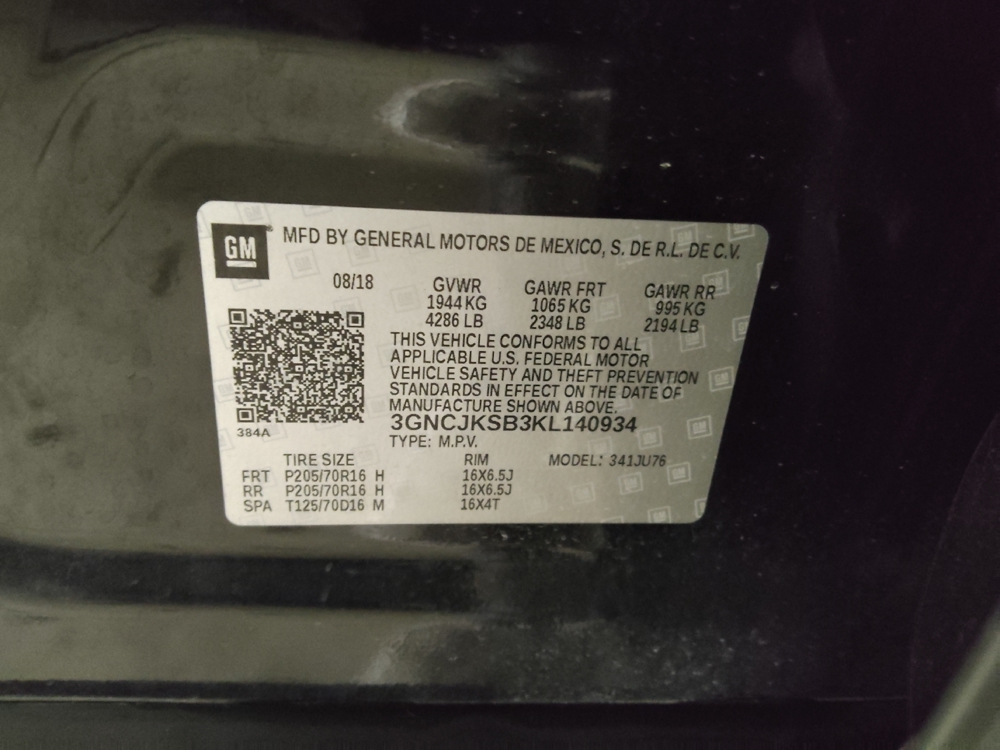 GM MFD BY GENERAL MOTORS DE MEXICO, S. DE R.L. DE C.V.
08/18 GVWR GAWR FRT GAWR RR
1944 KG 1065 KG 995 KG
4286 LB 2348 LB 2194 LB
THIS VEHICLE CONFORMS TO ALL
APPLICABLE U.S. FEDERAL MOTOR
VEHICLE SAFETY AND THEFT PREVENTION
STANDARDS IN EFFECT ON THE DATE OF
MANUFACTURE SHOWN ABOVE.
3GNCJKSB3KL140934
384A
TYPE: M.P.V.
TIRE SIZE RIM MODEL: 341JU76
FRT P205/70R16 H 16X6.5J
RR P205/70R16 H 16X6.5J
SPA T125/70D16 M 16X4T